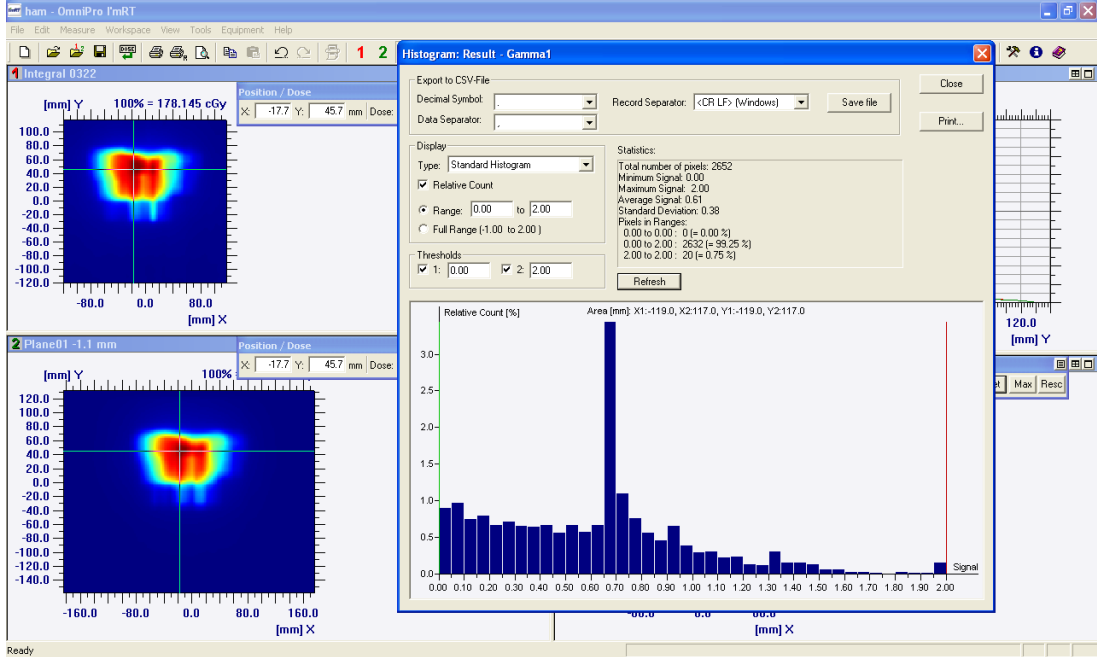 ham - OmniPro I'mRT
File Edit Measure Workspace View Tools Equipment Help
1 2
1 Integral 0322
[mm] Y 100% = 178.145 cGy
Position / Dose
X: -17.7 Y: 45.7 mm Dose:
100.0
80.0
60.0
40.0
20.0
0.0
-20.0
-40.0
-60.0
-80.0
-100.0
-120.0
-80.0 0.0 80.0
[mm] X
2 Plane01 -1.1 mm
Position / Dose
X: -17.7 Y: 45.7 mm Dose:
[mm] Y 100%
120.0
100.0
80.0
60.0
40.0
20.0
0.0
-20.0
-40.0
-60.0
-80.0
-100.0
-120.0
-140.0
-160.0 -80.0 0.0 80.0 160.0
[mm] X
Histogram: Result - Gamma1
Export to CSV-File
Decimal Symbol: .
Record Separator: <CR LF> (Windows)
Save file
Data Separator: ,
Close
Print...
Display
Type: Standard Histogram
Relative Count
Range: 0.00 to 2.00
Full Range (-1.00 to 2.00 )
Thresholds
1: 0.00 2: 2.00
Statistics:
Total number of pixels: 2652
Minimum Signal: 0.00
Maximum Signal: 2.00
Average Signal: 0.61
Standard Deviation: 0.38
Pixels in Ranges:
0.00 to 0.00 : 0 (= 0.00 %)
0.00 to 2.00 : 2632 (= 99.25 %)
2.00 to 2.00 : 20 (= 0.75 %)
Refresh
Relative Count [%] Area [mm]: X1:-119.0, X2:117.0, Y1:-119.0, Y2:117.0
3.0
2.5
2.0
1.5
1.0
0.5
0.0
Signal
0.00 0.10 0.20 0.30 0.40 0.50 0.60 0.70 0.80 0.90 1.00 1.10 1.20 1.30 1.40 1.50 1.60 1.70 1.80 1.90 2.00
120.0
[mm] Y
Max Resc
-80.0 80.0
[mm] X
Ready